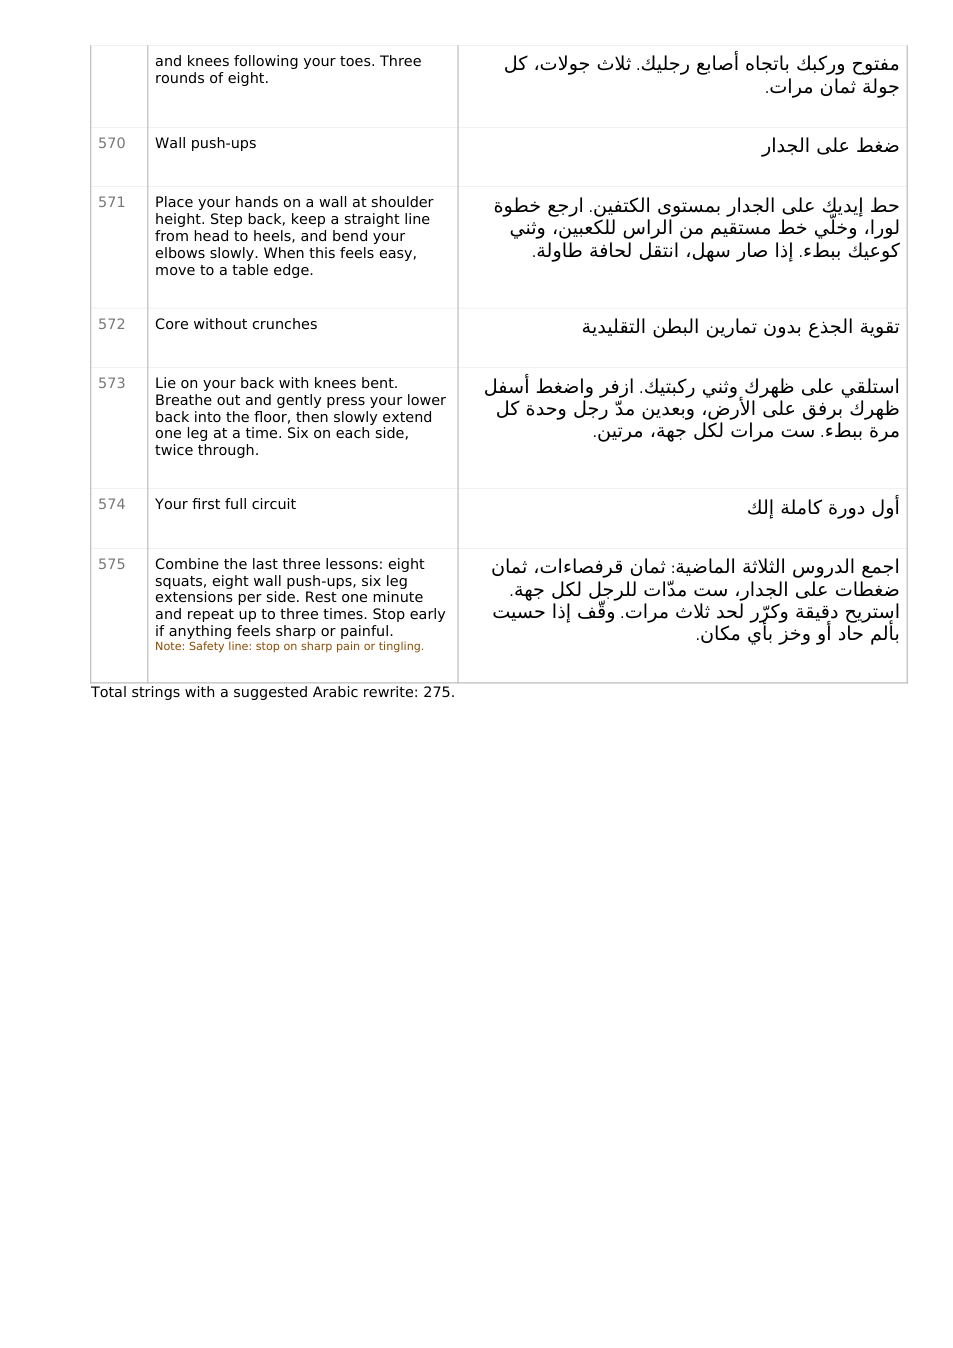 and knees following your toes. Three
rounds of eight.
مفتوح وركبك باتجاه أصابع رجليك. ثلاث جولات، كل
جولة ثمان مرات.
570
Wall push-ups
ضغط على الجدار
571
Place your hands on a wall at shoulder
height. Step back, keep a straight line
from head to heels, and bend your
elbows slowly. When this feels easy,
move to a table edge.
حط إيديك على الجدار بمستوى الكتفين. ارجع خطوة
لورا، وخلّي خط مستقيم من الراس للكعبين، وثني
كوعيك ببطء. إذا صار سهل، انتقل لحافة طاولة.
572
Core without crunches
تقوية الجذع بدون تمارين البطن التقليدية
573
Lie on your back with knees bent.
Breathe out and gently press your lower
back into the floor, then slowly extend
one leg at a time. Six on each side,
twice through.
استلقي على ظهرك وثني ركبتيك. ازفر واضغط أسفل
ظهرك برفق على الأرض، وبعدين مدّ رجل وحدة كل
مرة ببطء. ست مرات لكل جهة، مرتين.
574
Your first full circuit
أول دورة كاملة إلك
575
Combine the last three lessons: eight
squats, eight wall push-ups, six leg
extensions per side. Rest one minute
and repeat up to three times. Stop early
if anything feels sharp or painful.
Note: Safety line: stop on sharp pain or tingling.
اجمع الدروس الثلاثة الماضية: ثمان قرفصاءات، ثمان
ضغطات على الجدار، ست مدّات للرجل لكل جهة.
استريح دقيقة وكرّر لحد ثلاث مرات. وقّف إذا حسيت
بألم حاد أو وخز بأي مكان.
Total strings with a suggested Arabic rewrite: 275.